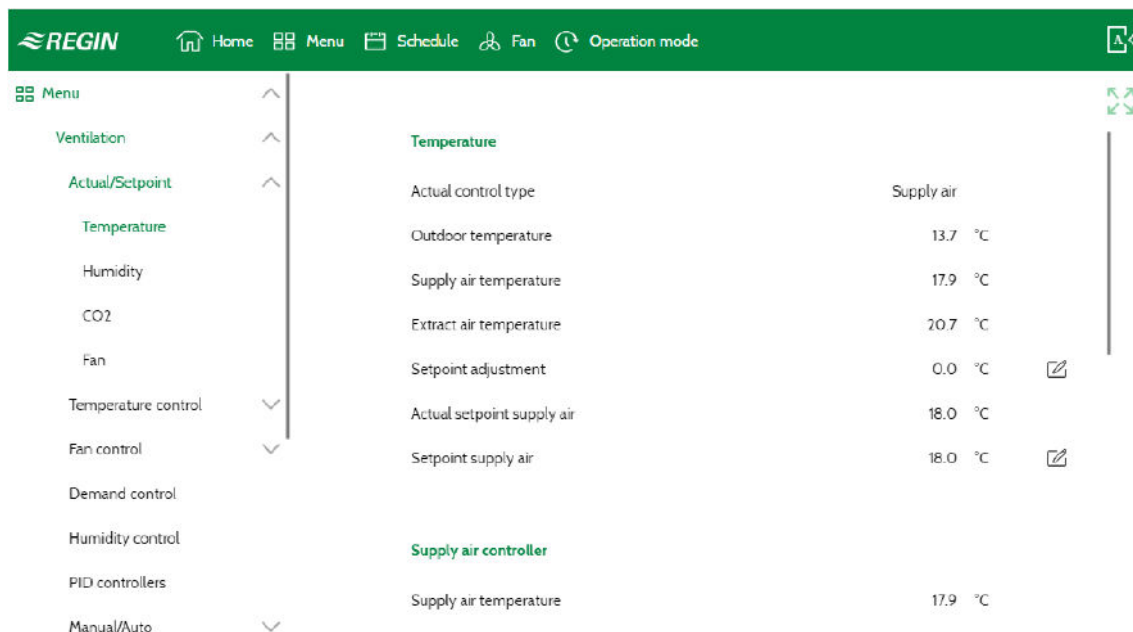 REGIN Home Menu Schedule Fan Operation mode A
Menu
Ventilation
Actual/Setpoint
Temperature
Humidity
CO2
Fan
Temperature control
Fan control
Demand control
Humidity control
PID controllers
Manual/Auto
Temperature
Actual control type Supply air
Outdoor temperature 13.7 °C
Supply air temperature 17.9 °C
Extract air temperature 20.7 °C
Setpoint adjustment 0.0 °C
Actual setpoint supply air 18.0 °C
Setpoint supply air 18.0 °C
Supply air controller
Supply air temperature 17.9 °C